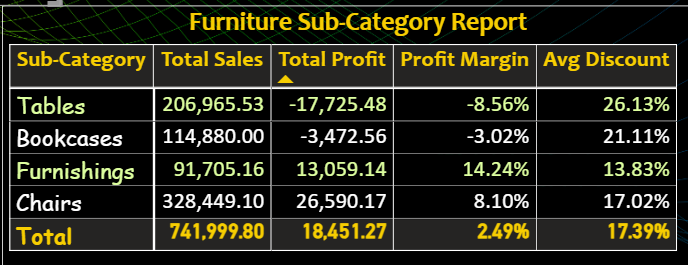 Furniture Sub-Category Report
Sub-Category Total Sales Total Profit Profit Margin Avg Discount
Tables 206,965.53 -17,725.48 -8.56% 26.13%
Bookcases 114,880.00 -3,472.56 -3.02% 21.11%
Furnishings 91,705.16 13,059.14 14.24% 13.83%
Chairs 328,449.10 26,590.17 8.10% 17.02%
Total 741,999.80 18,451.27 2.49% 17.39%